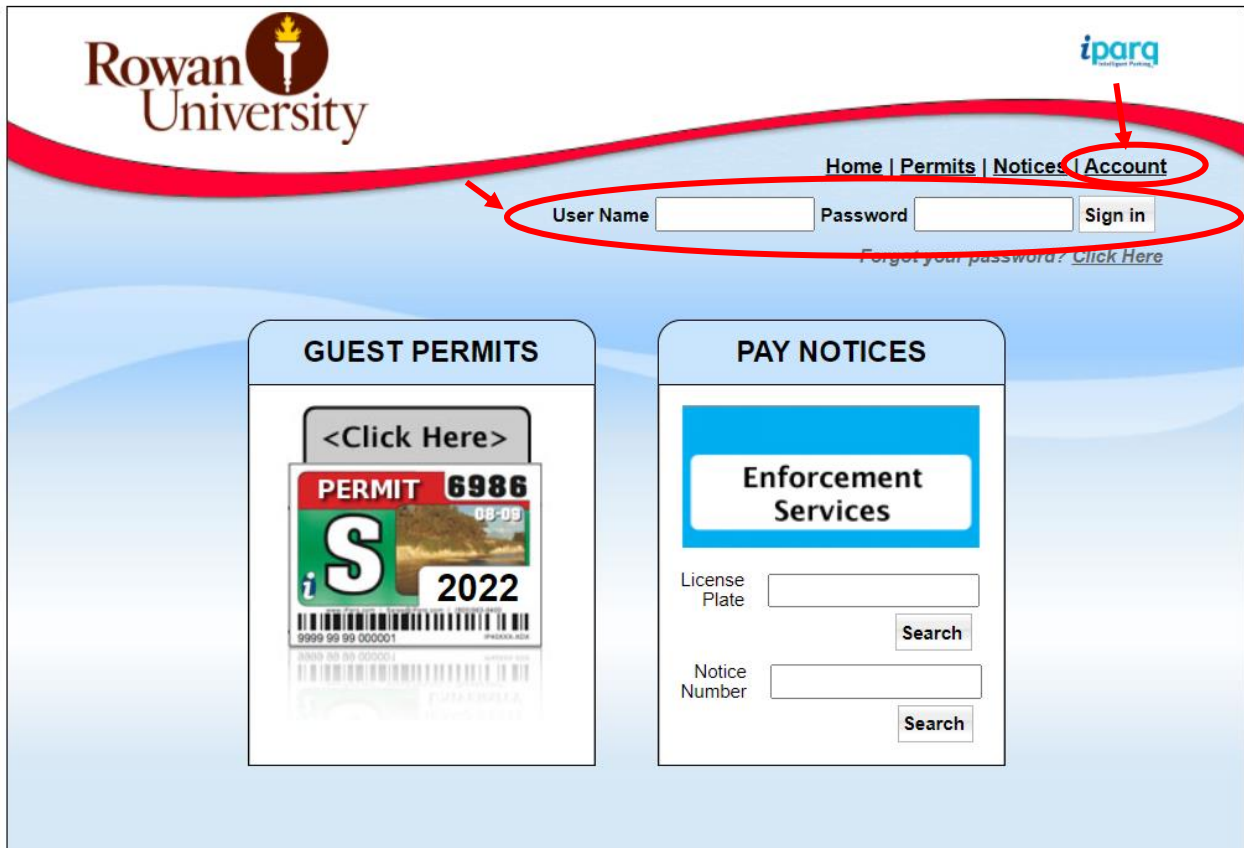 Rowan
University
iparq
Home | Permits | Notices | Account
User Name Password Sign in
Forgot your password? Click Here
GUEST PERMITS
<Click Here>
PERMIT 6986
08-09
S
i
2022
9999 99 99 000001
PAY NOTICES
Enforcement
Services
License
Plate
Search
Notice
Number
Search